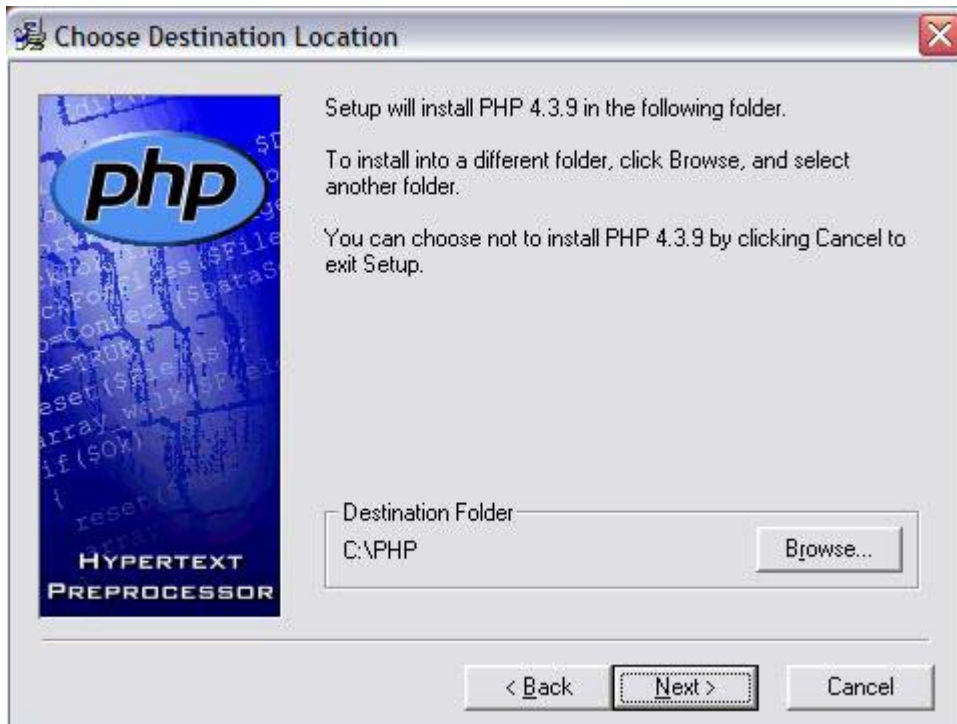 Choose Destination Location
php
HYPERTEXT
PREPROCESSOR
Setup will install PHP 4.3.9 in the following folder.
To install into a different folder, click Browse, and select
another folder.
You can choose not to install PHP 4.3.9 by clicking Cancel to
exit Setup.
Destination Folder
C:\PHP
Browse...
< Back
Next >
Cancel